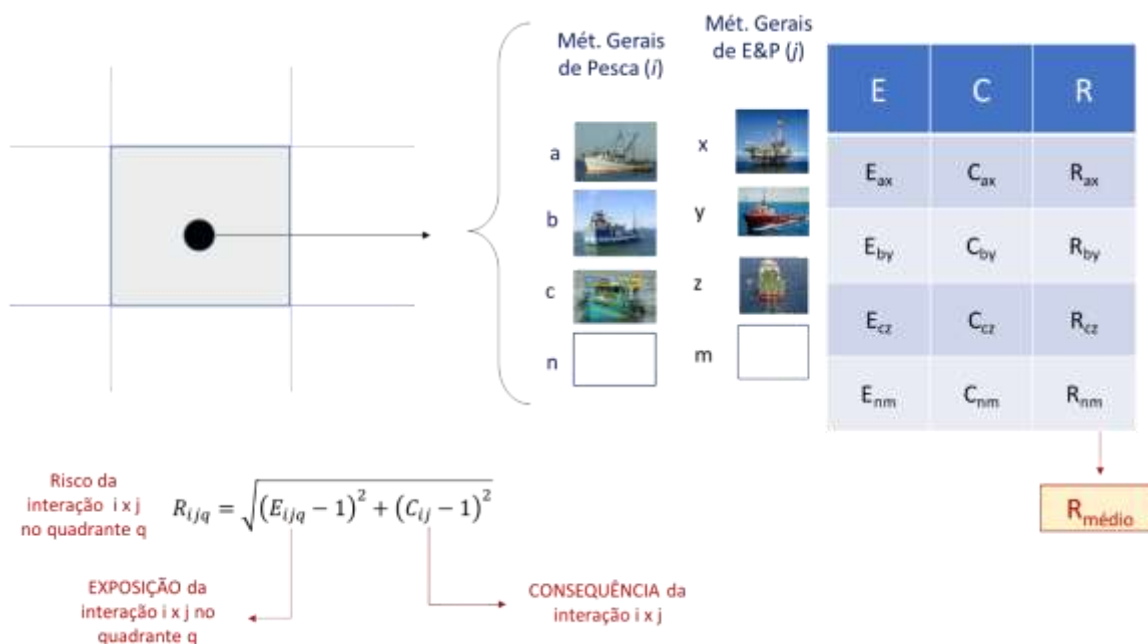 Mét. Gerais
de Pesca (i)
Mét. Gerais
de E&P (j)
E C R
a x E_ax C_ax R_ax
b y E_by C_by R_by
c z E_cz C_cz R_cz
n m E_nm C_nm R_nm
R_médio
Risco da
interação i x j
no quadrante q
R_ijq = √((E_ijq − 1)² + (C_ij − 1)²)
EXPOSIÇÃO da
interação i x j no
quadrante q
CONSEQUÊNCIA da
interação i x j